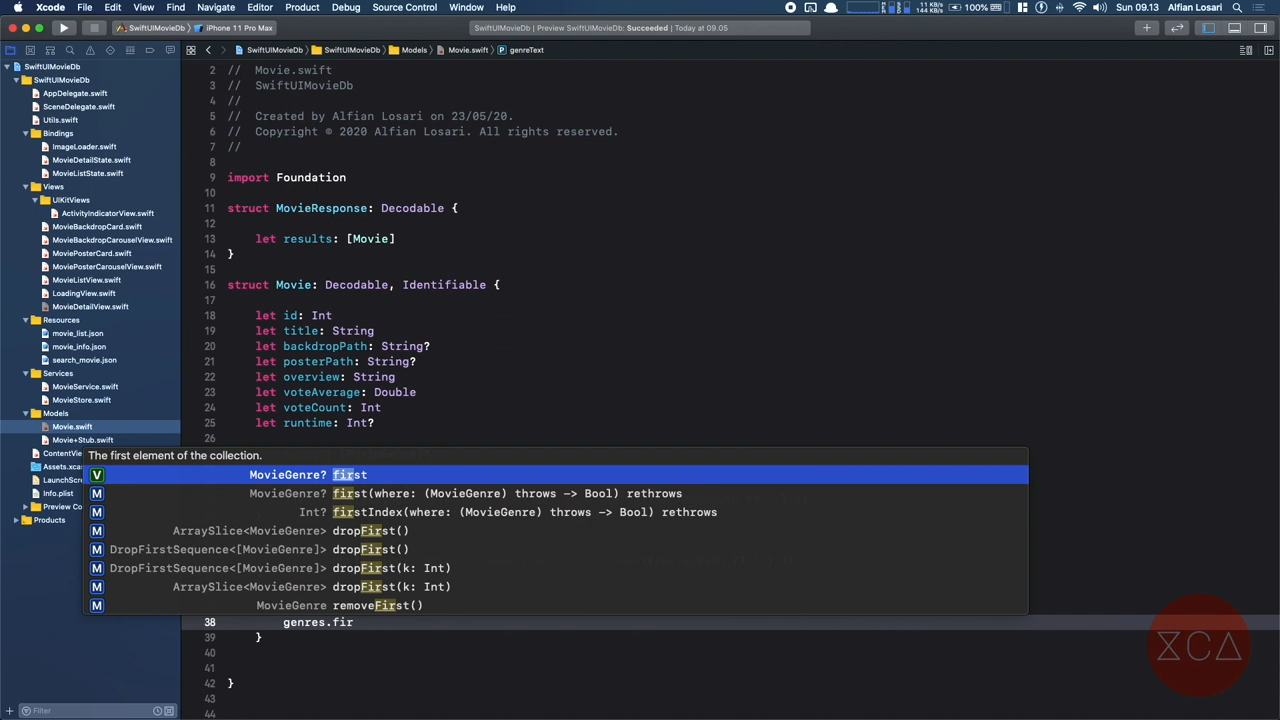 Xcode File Edit View Find Navigate Editor Product Debug Source Control Window Help
11 KB/s
4 KB/s
100% Sun 09.13 Alfian Losari
SwiftUIMovieDb iPhone 11 Pro Max
SwiftUIMovieDb | Preview SwiftUIMovieDb: Succeeded | Today at 09.05
SwiftUIMovieDb SwiftUIMovieDb Models Movie.swift genreText
SwiftUIMovieDb
SwiftUIMovieDb
AppDelegate.swift
SceneDelegate.swift
Utils.swift
Bindings
ImageLoader.swift
MovieDetailState.swift
MovieListState.swift
Views
UIKitViews
ActivityIndicatorView.swift
MovieBackdropCard.swift
MovieBackdropCarouselView.swift
MoviePosterCard.swift
MoviePosterCarouselView.swift
MovieListView.swift
LoadingView.swift
MovieDetailView.swift
Resources
movie_list.json
movie_info.json
search_movie.json
Services
MovieService.swift
MovieStore.swift
Models
Movie.swift
Movie+Stub.swift
ContentVie
Assets.xcas
LaunchScre
Info.plist
Preview Co
Products
Filter
2 // Movie.swift
3 // SwiftUIMovieDb
4 //
5 // Created by Alfian Losari on 23/05/20.
6 // Copyright © 2020 Alfian Losari. All rights reserved.
7 //
8
9 import Foundation
10
11 struct MovieResponse: Decodable {
12
13 let results: [Movie]
14 }
15
16 struct Movie: Decodable, Identifiable {
17
18 let id: Int
19 let title: String
20 let backdropPath: String?
21 let posterPath: String?
22 let overview: String
23 let voteAverage: Double
24 let voteCount: Int
25 let runtime: Int?
26
The first element of the collection.
V MovieGenre? first
M MovieGenre? first(where: (MovieGenre) throws -> Bool) rethrows
M Int? firstIndex(where: (MovieGenre) throws -> Bool) rethrows
M ArraySlice<MovieGenre> dropFirst()
M DropFirstSequence<[MovieGenre]> dropFirst()
M DropFirstSequence<[MovieGenre]> dropFirst(k: Int)
M ArraySlice<MovieGenre> dropFirst(k: Int)
M MovieGenre removeFirst()
38 genres.fir
39 }
40
41
42 }
43
44
XCA